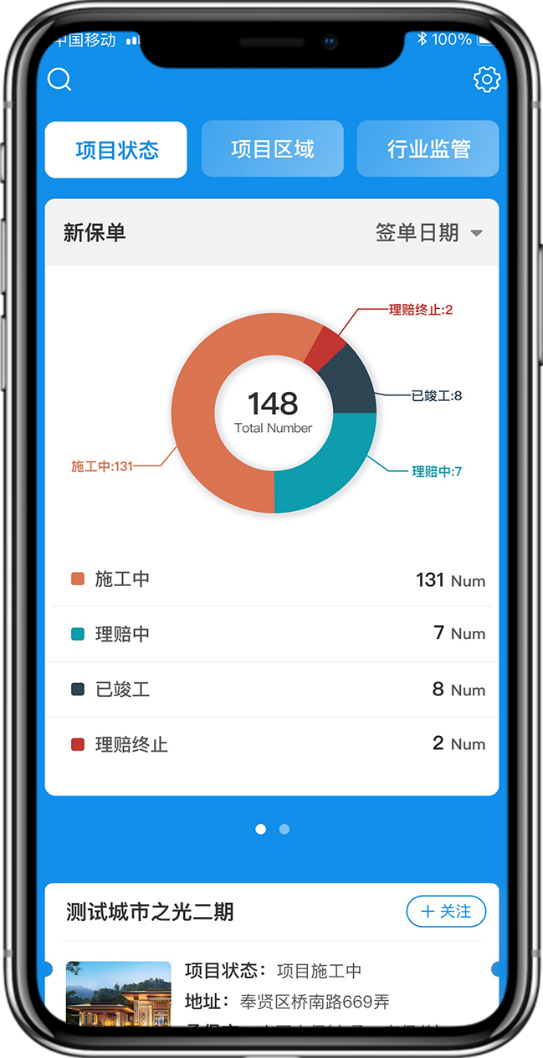 中国移动 100%
项目状态 项目区域 行业监管
新保单 签单日期
理赔终止:2
已竣工:8
148
Total Number
施工中:131
理赔中:7
施工中 131 Num
理赔中 7 Num
已竣工 8 Num
理赔终止 2 Num
测试城市之光二期 + 关注
项目状态：项目施工中
地址：奉贤区桥南路669弄